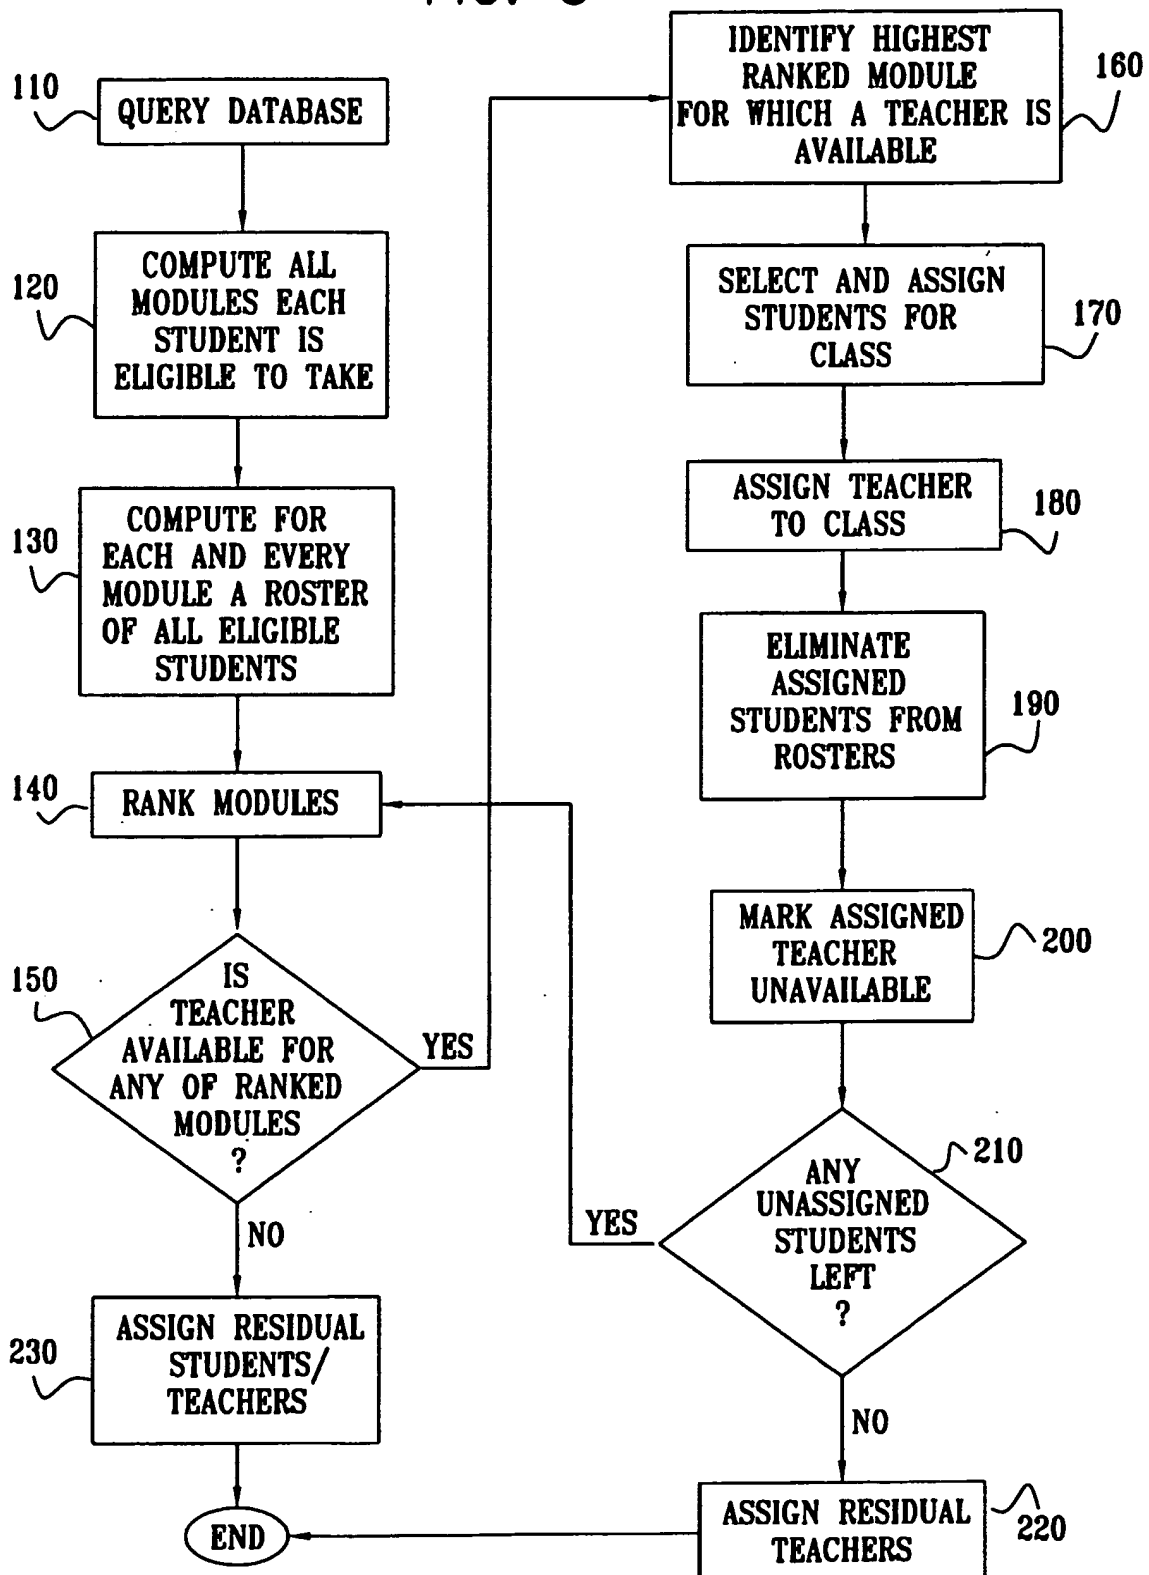 110
QUERY DATABASE
120
COMPUTE ALL
MODULES EACH
STUDENT IS
ELIGIBLE TO TAKE
130
COMPUTE FOR
EACH AND EVERY
MODULE A ROSTER
OF ALL ELIGIBLE
STUDENTS
140
RANK MODULES
150
IS
TEACHER
AVAILABLE FOR
ANY OF RANKED
MODULES
?
YES
NO
230
ASSIGN RESIDUAL
STUDENTS/
TEACHERS
END
IDENTIFY HIGHEST
RANKED MODULE
FOR WHICH A TEACHER IS
AVAILABLE
160
SELECT AND ASSIGN
STUDENTS FOR
CLASS
170
ASSIGN TEACHER
TO CLASS
180
ELIMINATE
ASSIGNED
STUDENTS FROM
ROSTERS
190
MARK ASSIGNED
TEACHER
UNAVAILABLE
200
ANY
UNASSIGNED
STUDENTS
LEFT
?
210
YES
NO
ASSIGN RESIDUAL
TEACHERS
220